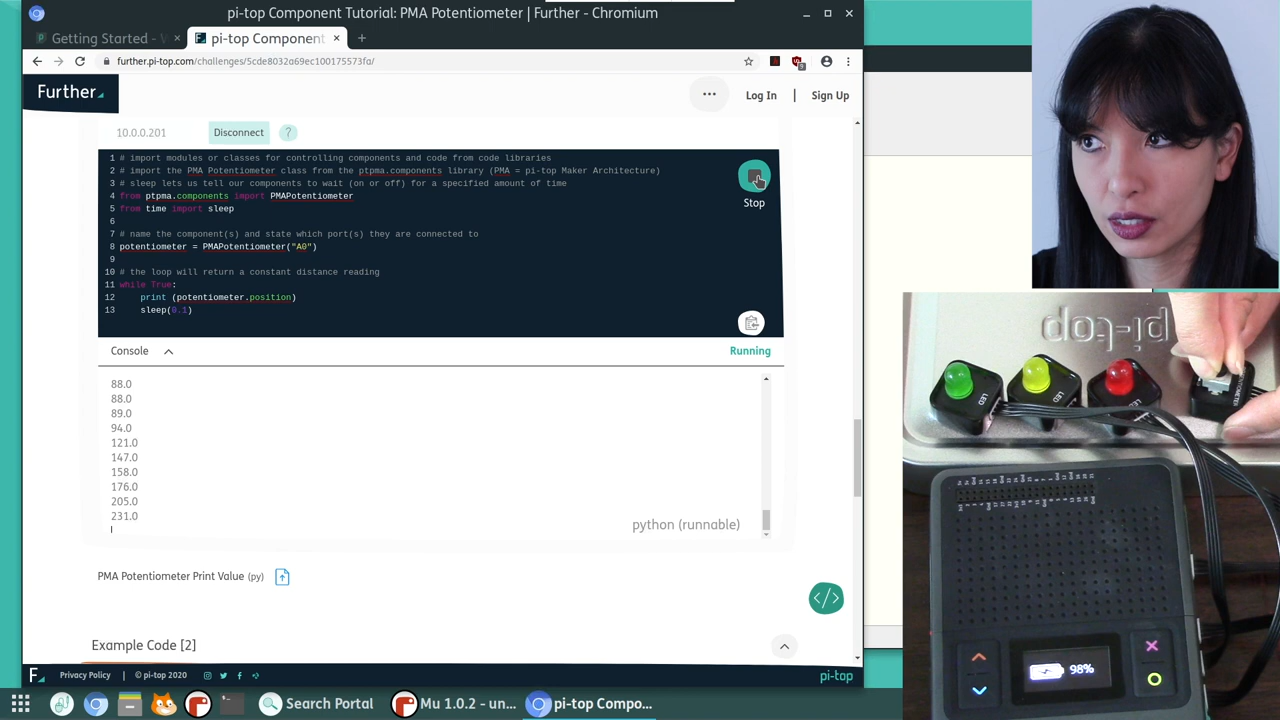 pi-top Component Tutorial: PMA Potentiometer | Further - Chromium
Getting Started - V
pi-top Component
further.pi-top.com/challenges/5cde8032a69ec100175573fa/
Further
Log In | Sign Up
10.0.0.201
Disconnect
?
1 # import modules or classes for controlling components and code from code libraries
2 # import the PMA Potentiometer class from the ptpma.components library (PMA = pi-top Maker Architecture)
3 # sleep lets us tell our components to wait (on or off) for a specified amount of time
4 from ptpma.components import PMAPotentiometer
5 from time import sleep
6
7 # name the component(s) and state which port(s) they are connected to
8 potentiometer = PMAPotentiometer("A0")
9
10 # the loop will return a constant distance reading
11 while True:
12 print (potentiometer.position)
13 sleep(0.1)
Stop
Console
Running
88.0
88.0
89.0
94.0
121.0
147.0
158.0
176.0
205.0
231.0
python (runnable)
PMA Potentiometer Print Value (py)
</>
Example Code [2]
F
Privacy Policy | © pi-top 2020
pi-top
Search Portal
Mu 1.0.2 - un...
pi-top Compo...
pi-top
LED
LED
LED
98%